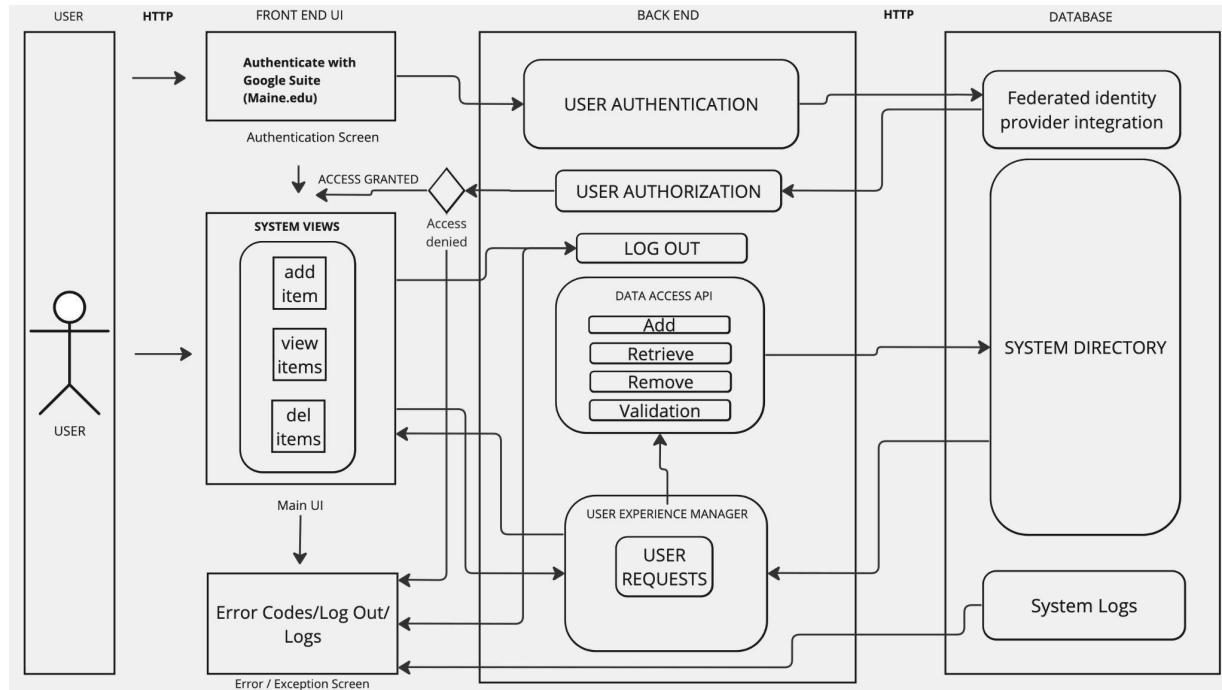 USER
HTTP
FRONT END UI
BACK END
HTTP
DATABASE
Authenticate with
Google Suite
(Maine.edu)
Authentication Screen
USER AUTHENTICATION
Federated identity
provider integration
ACCESS GRANTED
Access
denied
USER AUTHORIZATION
SYSTEM VIEWS
add
item
view
items
del
items
Main UI
LOG OUT
DATA ACCESS API
Add
Retrieve
Remove
Validation
SYSTEM DIRECTORY
USER
USER EXPERIENCE MANAGER
USER
REQUESTS
Error Codes/Log Out/
Logs
Error / Exception Screen
System Logs